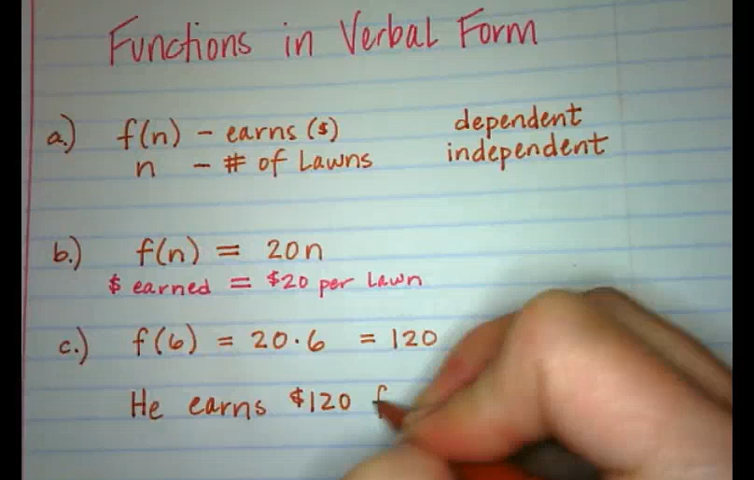 Functions in Verbal Form
a.) f(n) - earns ($) dependent
n - # of Lawns independent
b.) f(n) = 20n
$ earned = $20 per Lawn
c.) f(6) = 20·6 = 120
He earns $120 f